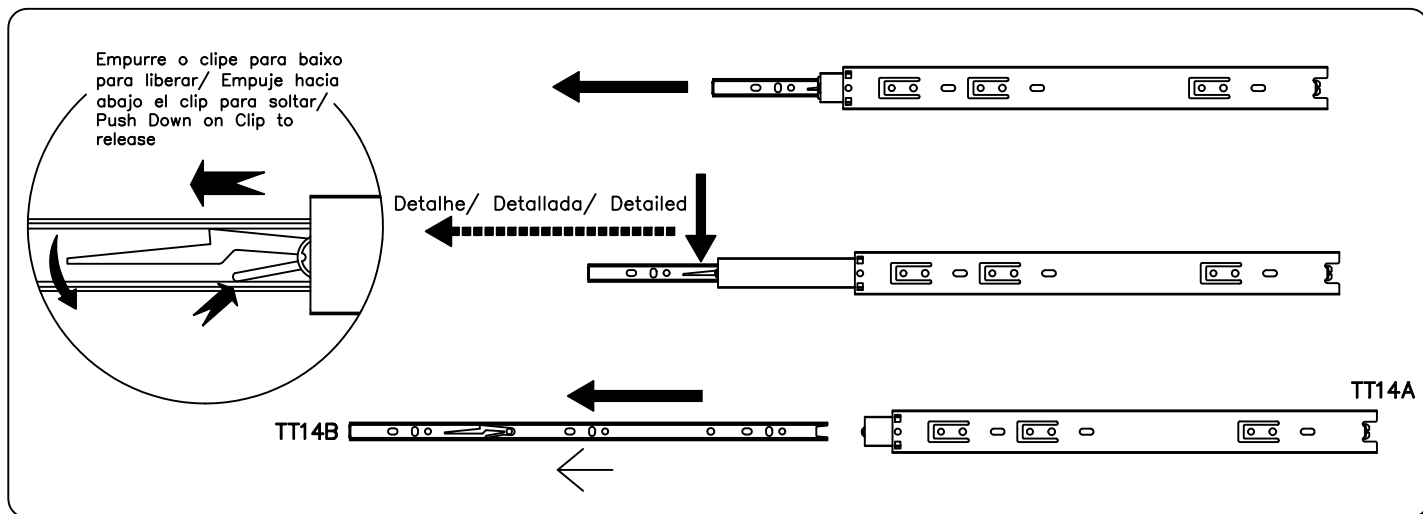 Empurre o clipe para baixo
para liberar/ Empuje hacia
abajo el clip para soltar/
Push Down on Clip to
release
Detalhe/ Detallada/ Detailed
TT14A
TT14B